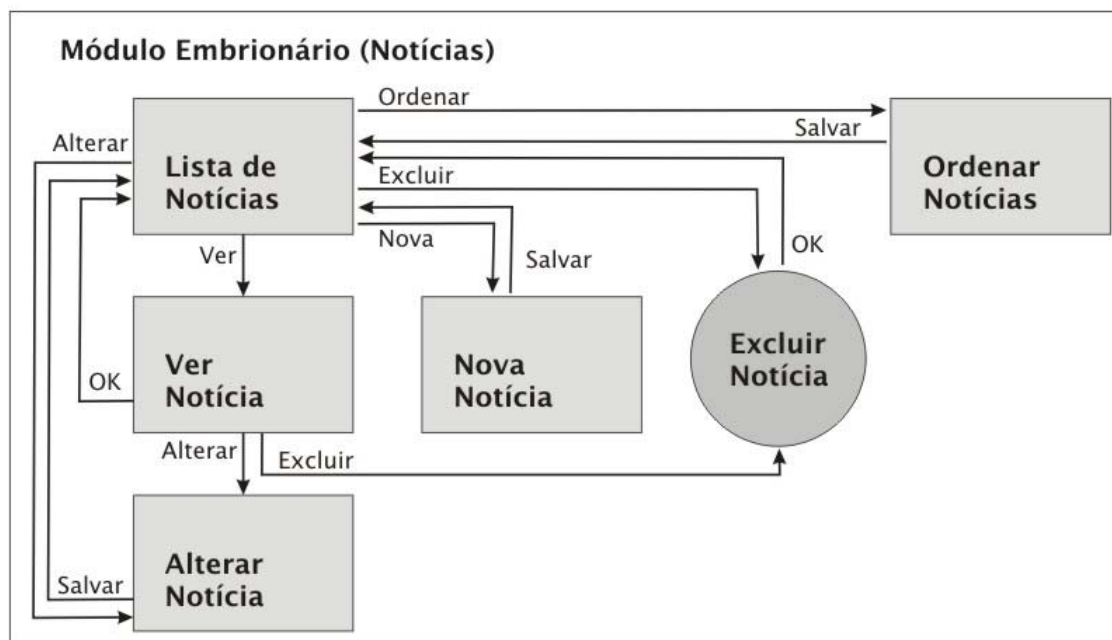 Módulo Embrionário (Notícias)
Ordenar
Salvar
Alterar
Lista de
Notícias
Ordenar
Notícias
Excluir
Nova
Salvar
OK
Ver
Ver
Notícia
Nova
Notícia
Excluir
Notícia
OK
Alterar
Excluir
Alterar
Notícia
Salvar